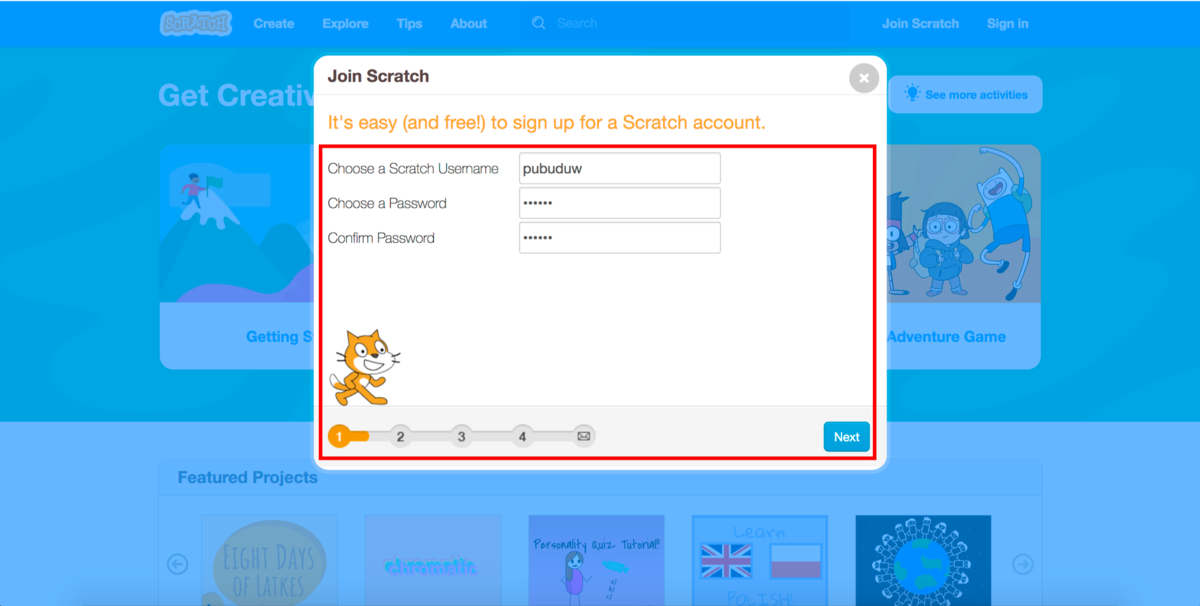 SCRATCH Create Explore Tips About Search Join Scratch Sign in
Join Scratch
Get Creativ
See more activities
It's easy (and free!) to sign up for a Scratch account.
Choose a Scratch Username pubuduw
Choose a Password ••••••
Confirm Password ••••••
Getting S
Adventure Game
1 2 3 4 Next
Featured Projects
EIGHT DAYS
OF LATKES
chromatic
Personality Quiz Tutorial!
Learn
POLISH!